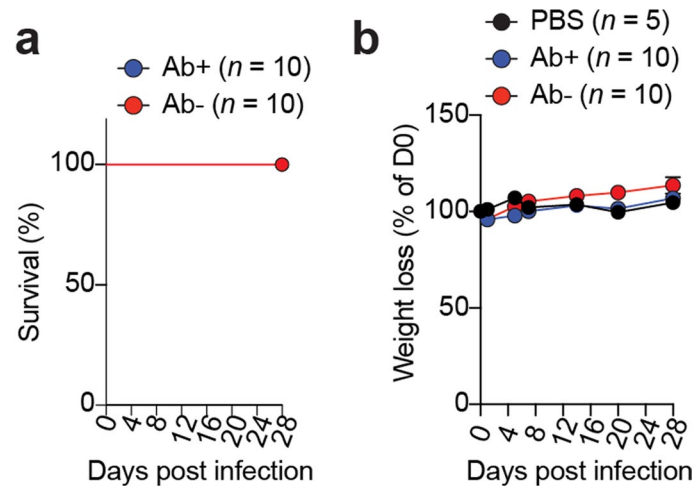 a
Ab+ (n = 10)
Ab- (n = 10)
Survival (%)
100
50
0
0 4 8 12 16 20 24 28
Days post infection
b
PBS (n = 5)
Ab+ (n = 10)
Ab- (n = 10)
Weight loss (% of D0)
150
100
50
0
0 4 8 12 16 20 24 28
Days post infection